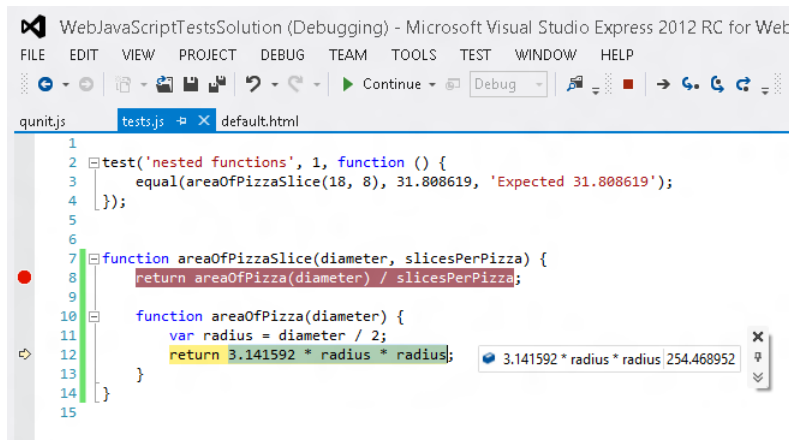 WebJavaScriptTestsSolution (Debugging) - Microsoft Visual Studio Express 2012 RC for Web
FILE EDIT VIEW PROJECT DEBUG TEAM TOOLS TEST WINDOW HELP
Continue Debug
qunit.js tests.js default.html
1
2 test('nested functions', 1, function () {
3 equal(areaOfPizzaSlice(18, 8), 31.808619, 'Expected 31.808619');
4 });
5
6
7 function areaOfPizzaSlice(diameter, slicesPerPizza) {
8 return areaOfPizza(diameter) / slicesPerPizza;
9
10 function areaOfPizza(diameter) {
11 var radius = diameter / 2;
12 return 3.141592 * radius * radius; 3.141592 * radius * radius 254.468952
13 }
14 }
15